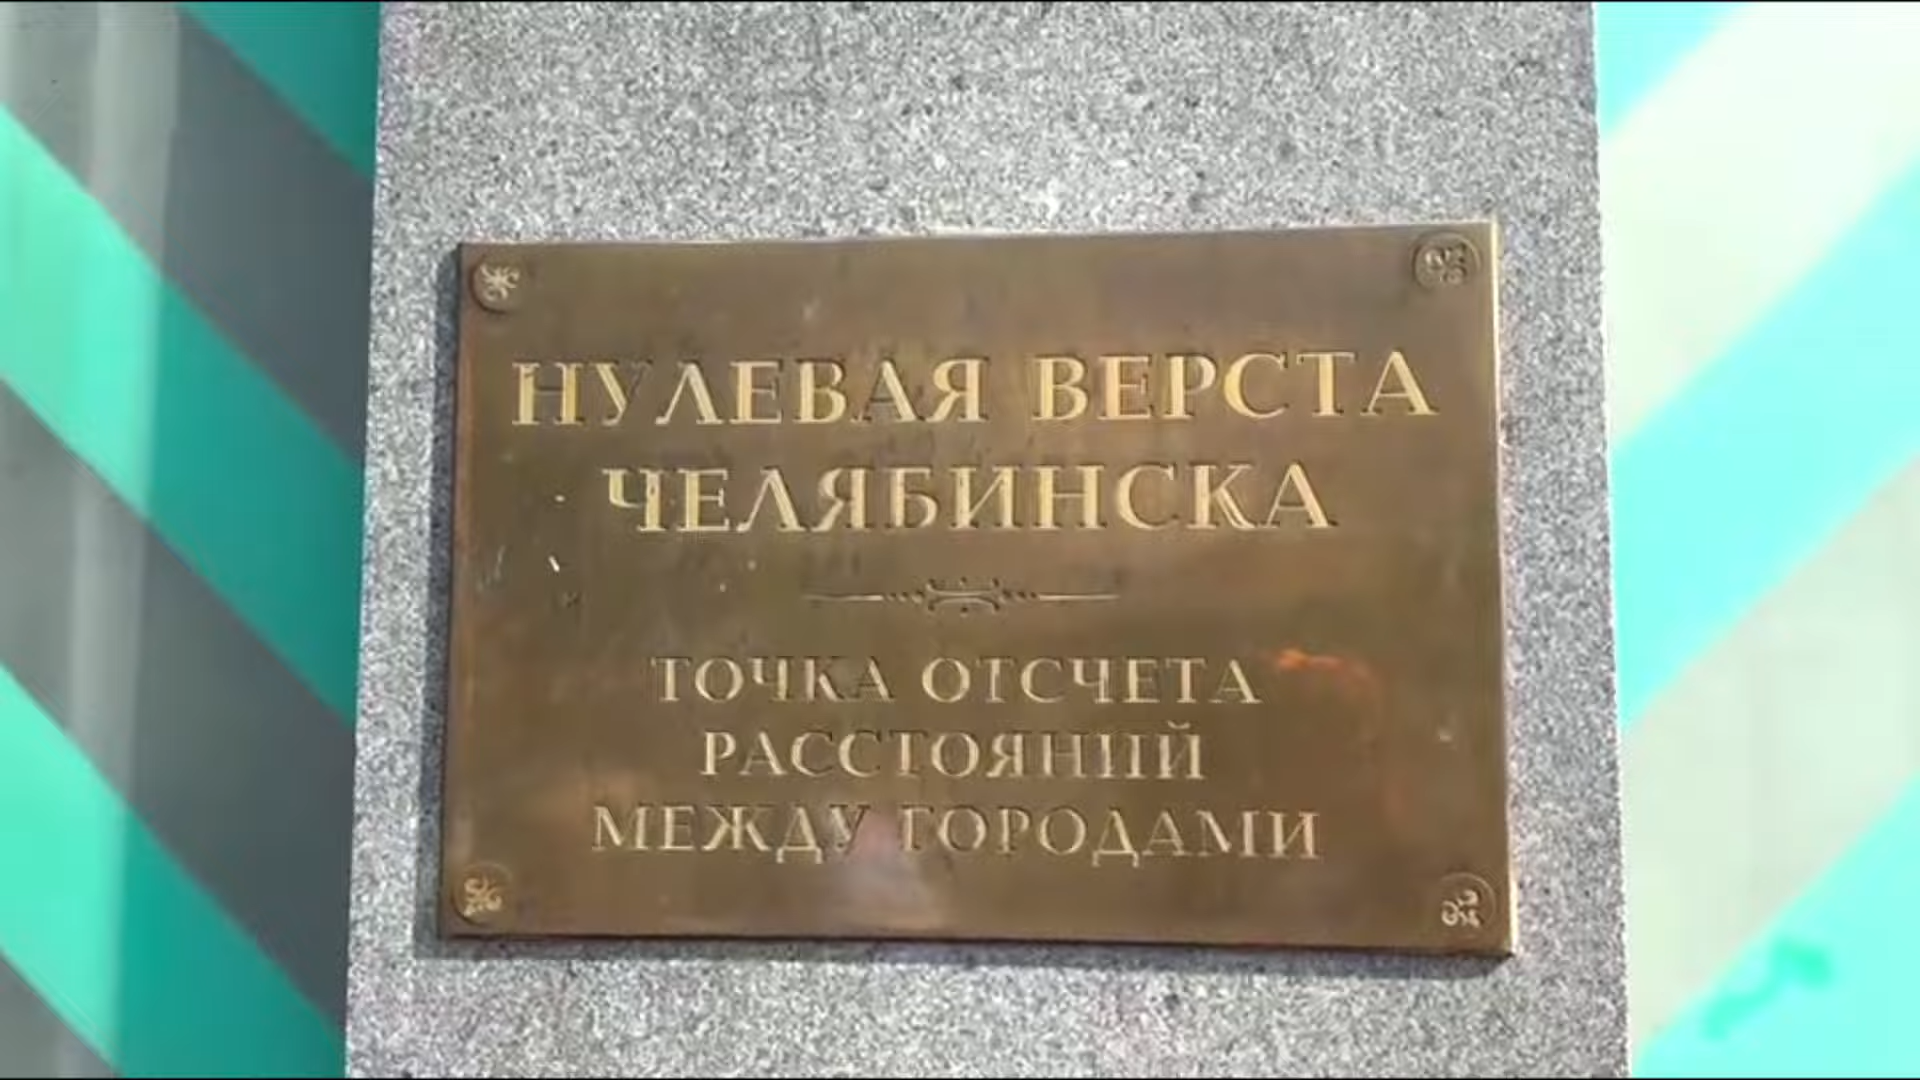 НУЛЕВАЯ ВЕРСТА
ЧЕЛЯБИНСКА
ТОЧКА ОТСЧЕТА
РАССТОЯНИЙ
МЕЖДУ ГОРОДАМИ